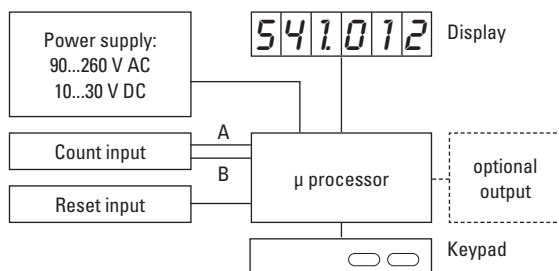 Power supply:
90...260 V AC
10...30 V DC
541.012
Display
A
Count input
B
µ processor
optional
output
Reset input
Keypad